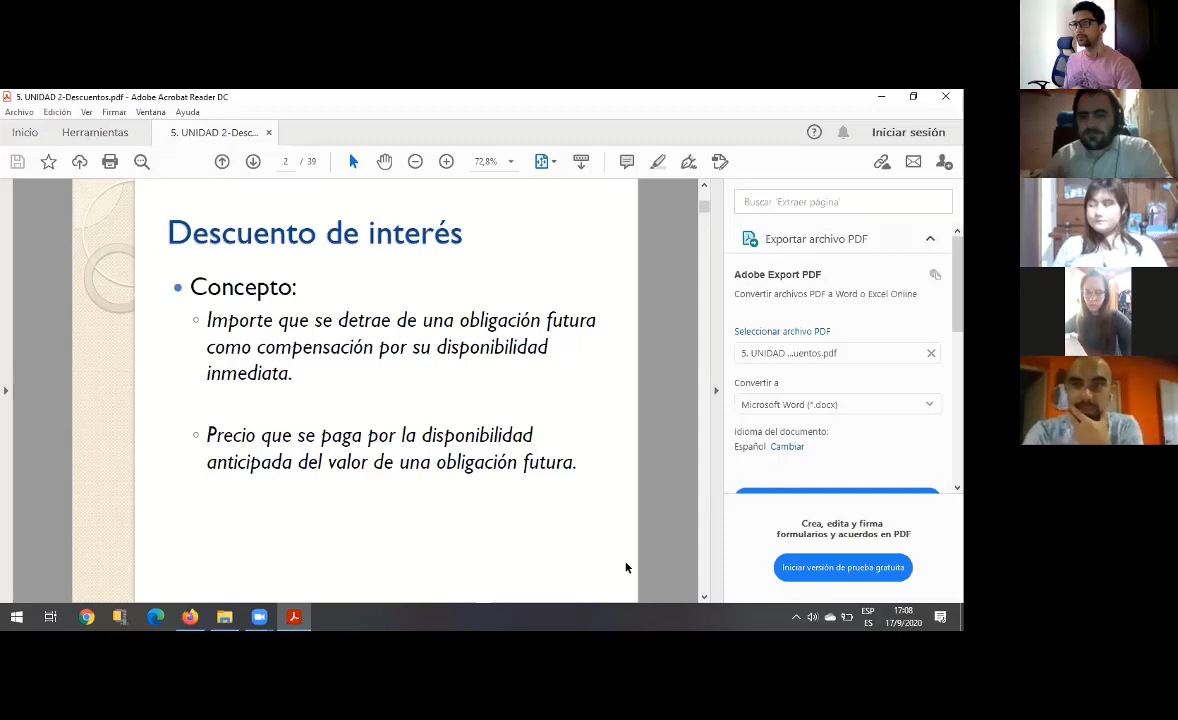 5. UNIDAD 2-Descuentos.pdf - Adobe Acrobat Reader DC
Archivo Edición Ver Firmar Ventana Ayuda
Inicio Herramientas 5. UNIDAD 2-Desc... × Iniciar sesión
2 / 39 72,8%
Descuento de interés
• Concepto:
◦ Importe que se detrae de una obligación futura
como compensación por su disponibilidad
inmediata.
◦ Precio que se paga por la disponibilidad
anticipada del valor de una obligación futura.
Buscar 'Extraer página'
Exportar archivo PDF
Adobe Export PDF
Convertir archivos PDF a Word o Excel Online
Seleccionar archivo PDF
5. UNIDAD ...uentos.pdf
Convertir a
Microsoft Word (*.docx)
Idioma del documento:
Español Cambiar
Crea, edita y firma
formularios y acuerdos en PDF
Iniciar versión de prueba gratuita
ESP 17:08
ES 17/9/2020